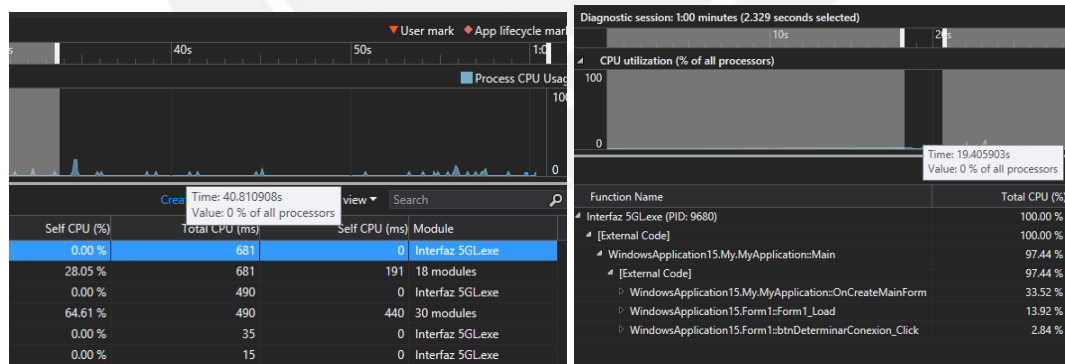 User mark App lifecycle mar
40s 50s 1:0
Process CPU Usag
100
0
Time: 40.810908s
Value: 0 % of all processors
Crea view Search
Self CPU (%) Total CPU (ms) Self CPU (ms) Module
0.00 % 681 0 Interfaz 5GL.exe
28.05 % 681 191 18 modules
0.00 % 490 0 Interfaz 5GL.exe
64.61 % 490 440 30 modules
0.00 % 35 0 Interfaz 5GL.exe
0.00 % 15 0 Interfaz 5GL.exe
Diagnostic session: 1:00 minutes (2.329 seconds selected)
10s
CPU utilization (% of all processors)
100
0
Time: 19.405903s
Value: 0 % of all processors
Function Name Total CPU (%)
Interfaz 5GL.exe (PID: 9680) 100.00 %
[External Code] 100.00 %
WindowsApplication15.My.MyApplication::Main 97.44 %
[External Code] 97.44 %
WindowsApplication15.My.MyApplication::OnCreateMainForm 33.52 %
WindowsApplication15.Form1::Form1_Load 13.92 %
WindowsApplication15.Form1::btnDeterminarConexion_Click 2.84 %